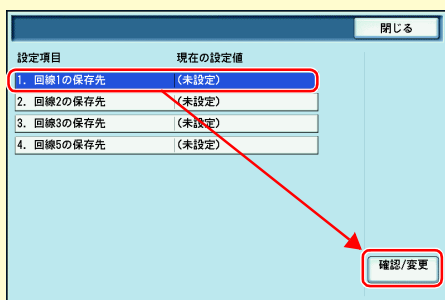 閉じる
設定項目 現在の設定値
1. 回線1の保存先 (未設定)
2. 回線2の保存先 (未設定)
3. 回線3の保存先 (未設定)
4. 回線5の保存先 (未設定)
確認/変更